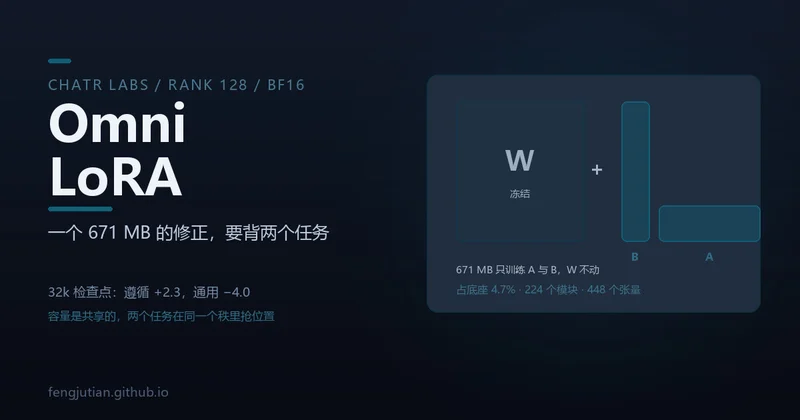 CHATR LABS / RANK 128 / BF16
Omni
LoRA
一个 671 MB 的修正，要背两个任务
32k 检查点：遵循 +2.3，通用 −4.0
容量是共享的，两个任务在同一个秩里抢位置
fengjutian.github.io
W
冻结
+
B
A
671 MB 只训练 A 与 B，W 不动
占底座 4.7% · 224 个模块 · 448 个张量